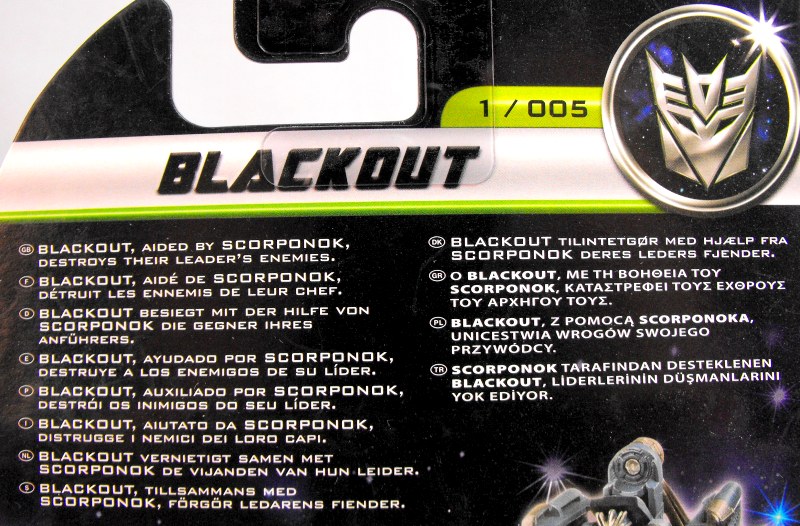 1 / 005
BLACKOUT
GB BLACKOUT, AIDED BY SCORPONOK,
DESTROYS THEIR LEADER'S ENEMIES.
F BLACKOUT, AIDÉ DE SCORPONOK,
DÉTRUIT LES ENNEMIS DE LEUR CHEF.
D BLACKOUT BESIEGT MIT DER HILFE VON
SCORPONOK DIE GEGNER IHRES
ANFÜHRERS.
E BLACKOUT, AYUDADO POR SCORPONOK,
DESTRUYE A LOS ENEMIGOS DE SU LÍDER.
P BLACKOUT, AUXILIADO POR SCORPONOK,
DESTRÓI OS INIMIGOS DO SEU LÍDER.
I BLACKOUT, AIUTATO DA SCORPONOK,
DISTRUGGE I NEMICI DEI LORO CAPI.
NL BLACKOUT VERNIETIGT SAMEN MET
SCORPONOK DE VIJANDEN VAN HUN LEIDER.
S BLACKOUT, TILLSAMMANS MED
SCORPONOK, FÖRGÖR LEDARENS FIENDER.
DK BLACKOUT TILINTETGØR MED HJÆLP FRA
SCORPONOK DERES LEDERS FJENDER.
GR Ο BLACKOUT, ΜΕ ΤΗ ΒΟΗΘΕΙΑ ΤΟΥ
SCORPONOK, ΚΑΤΑΣΤΡΕΦΕΙ ΤΟΥΣ ΕΧΘΡΟΥΣ
ΤΟΥ ΑΡΧΗΓΟΥ ΤΟΥΣ.
PL BLACKOUT, Z POMOCĄ SCORPONOKA,
UNICESTWIA WROGÓW SWOJEGO
PRZYWÓDCY.
TR SCORPONOK TARAFINDAN DESTEKLENEN
BLACKOUT, LİDERLERİNİN DÜŞMANLARINI
YOK EDİYOR.